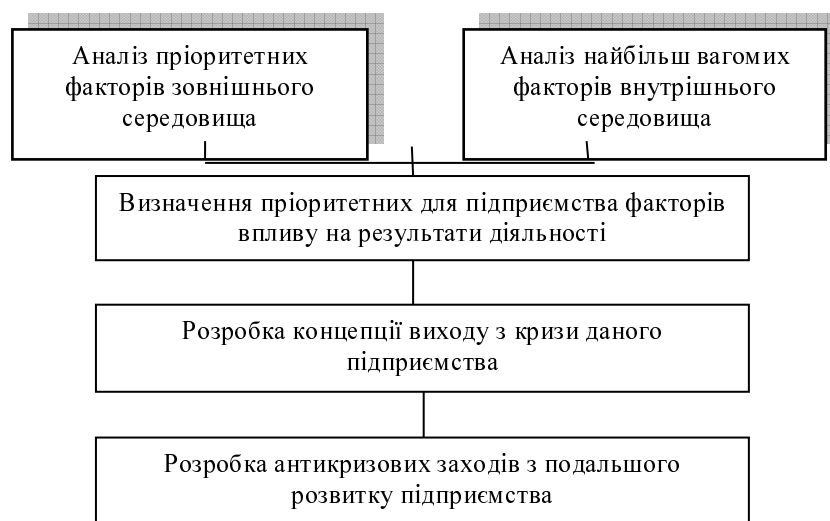 Аналіз пріоритетних
факторів зовнішнього
середовища
Аналіз найбільш вагомих
факторів внутрішнього
середовища
Визначення пріоритетних для підприємства факторів
впливу на результати діяльності
Розробка концепції виходу з кризи даного
підприємства
Розробка антикризових заходів з подальшого
розвитку підприємства